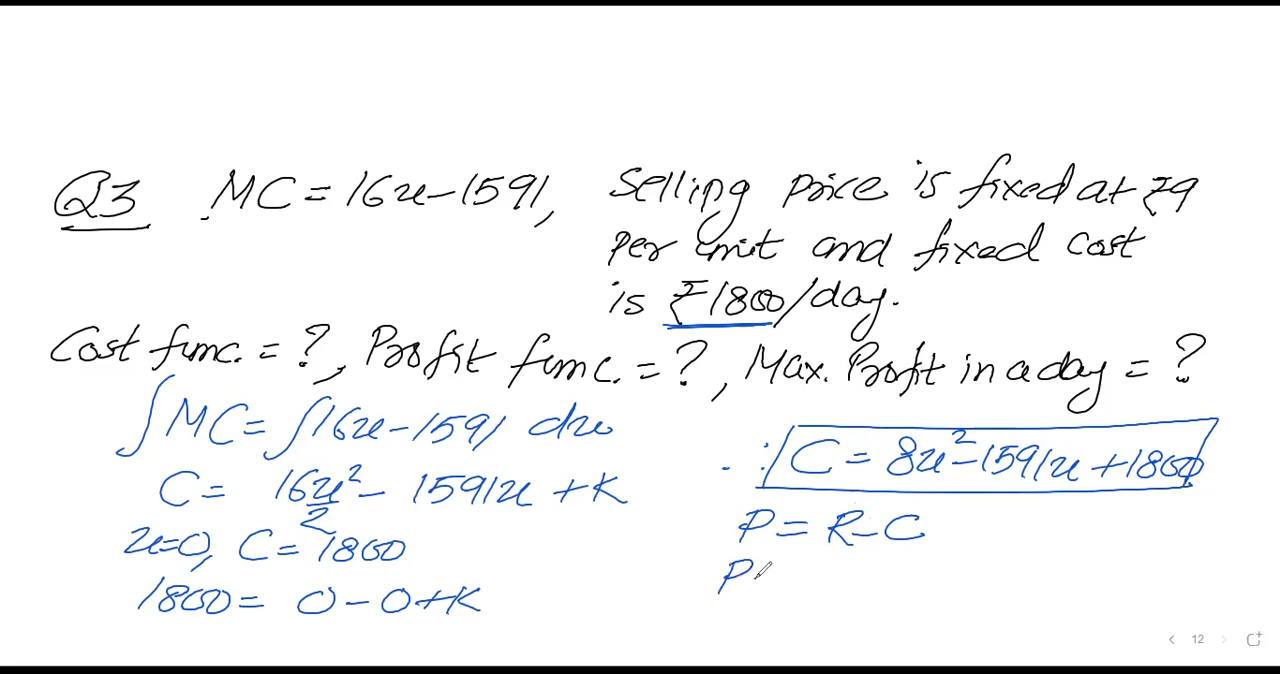 Q3 MC = 16x - 1591, Selling Price is fixed at ₹9
per unit and fixed cost
is ₹1800/day.
Cost func. = ?, Profit func. = ?, Max. Profit in a day = ?
∫MC = ∫16x - 1591 dx
C = 16x²/2 - 1591x + K
x=0, C = 1800
1800 = 0 - 0 + K
∴ C = 8x² - 1591x + 1800
P = R - C
P
12